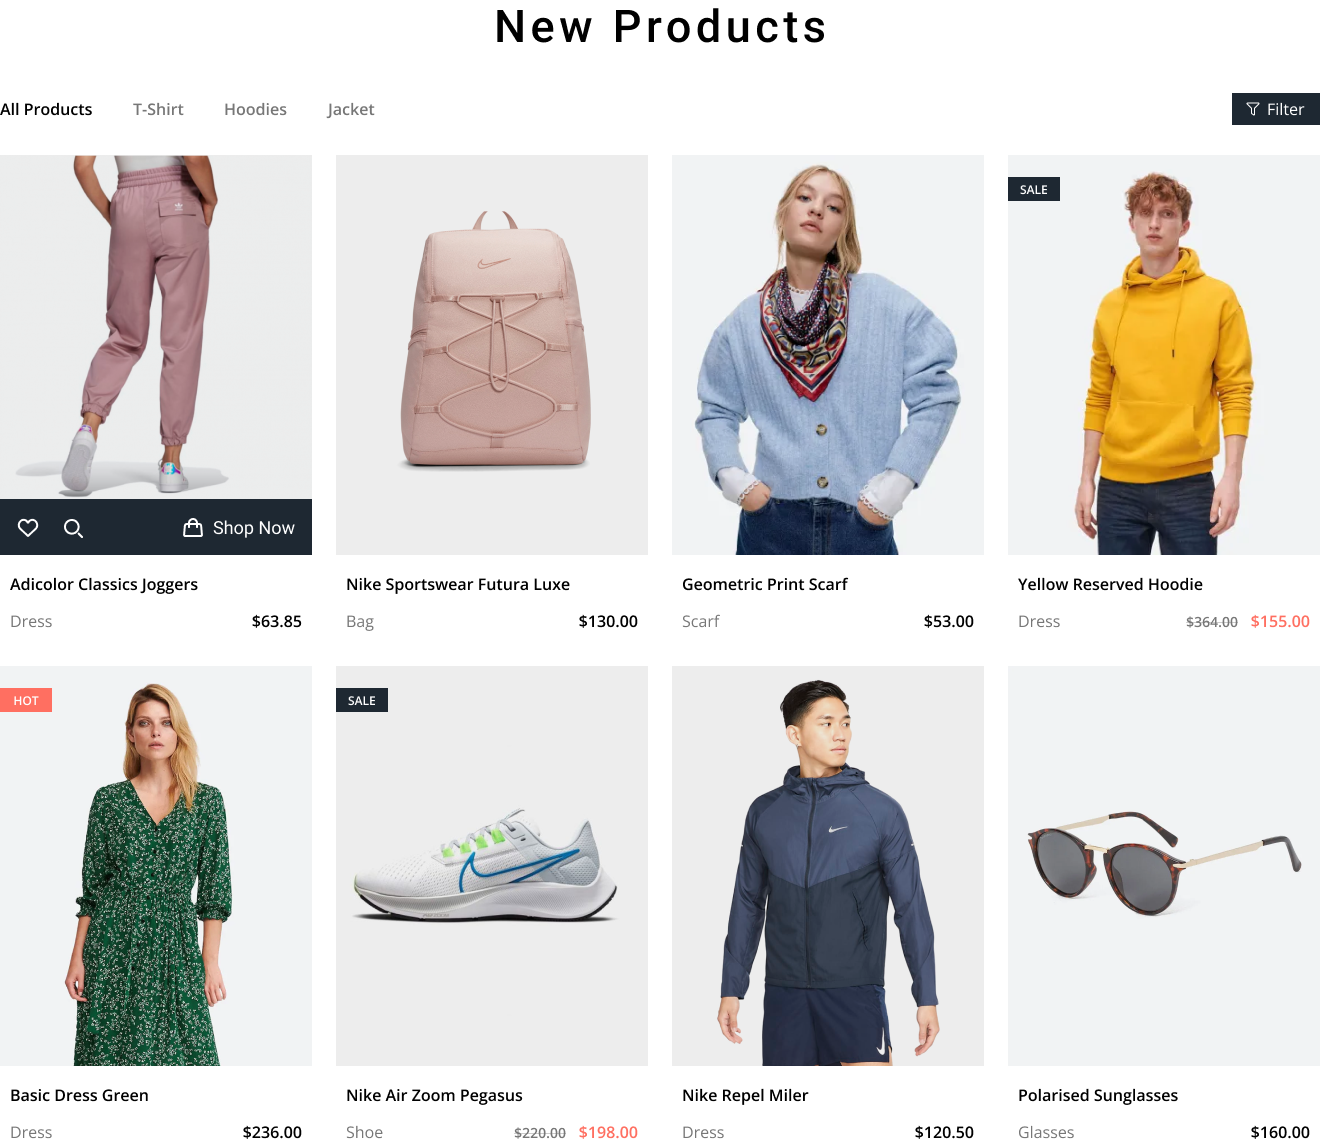 New Products
All Products T-Shirt Hoodies Jacket Filter
SALE
Shop Now
Adicolor Classics Joggers
Dress $63.85
Nike Sportswear Futura Luxe
Bag $130.00
Geometric Print Scarf
Scarf $53.00
Yellow Reserved Hoodie
Dress $364.00 $155.00
HOT
SALE
Basic Dress Green
Dress $236.00
Nike Air Zoom Pegasus
Shoe $220.00 $198.00
Nike Repel Miler
Dress $120.50
Polarised Sunglasses
Glasses $160.00